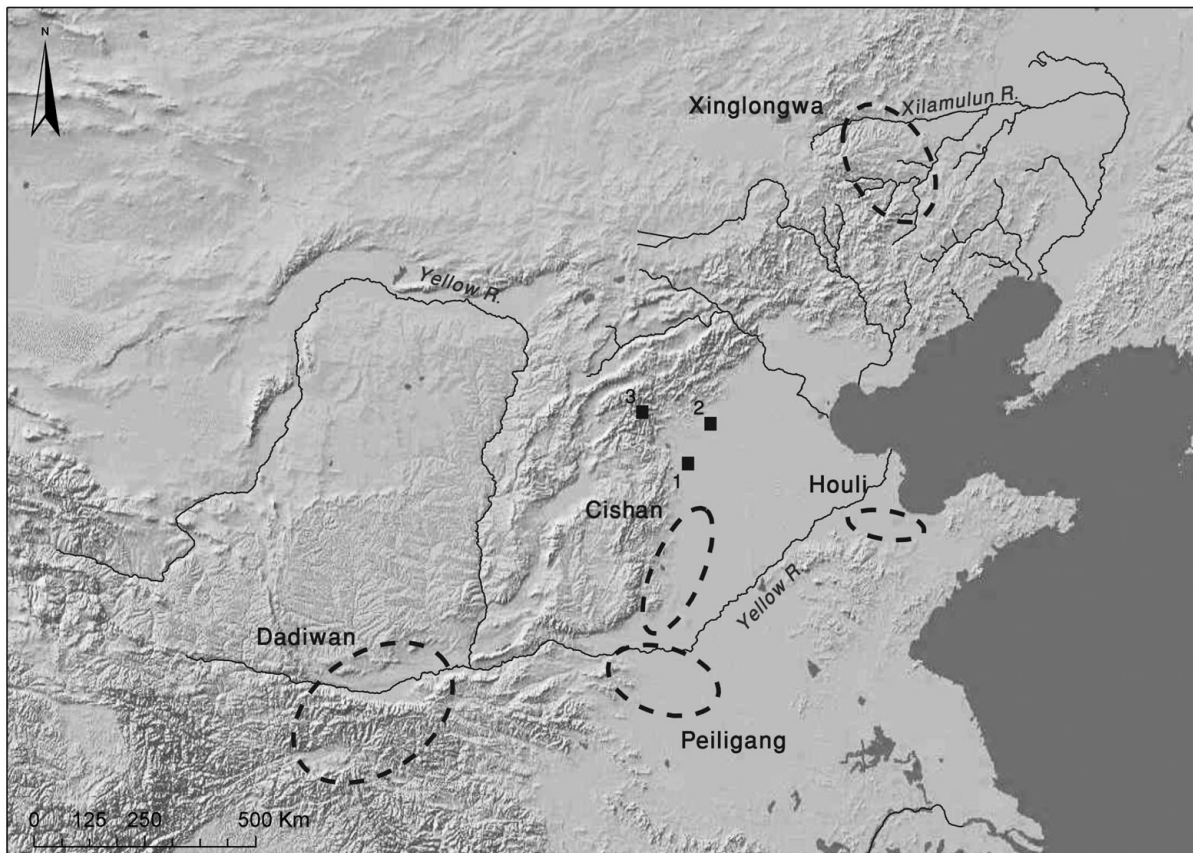 N
Xinglongwa
Xilamulun R.
Yellow R.
3
2
1
Houli
Cishan
Yellow R.
Dadiwan
Peiligang
0 125 250 500 Km